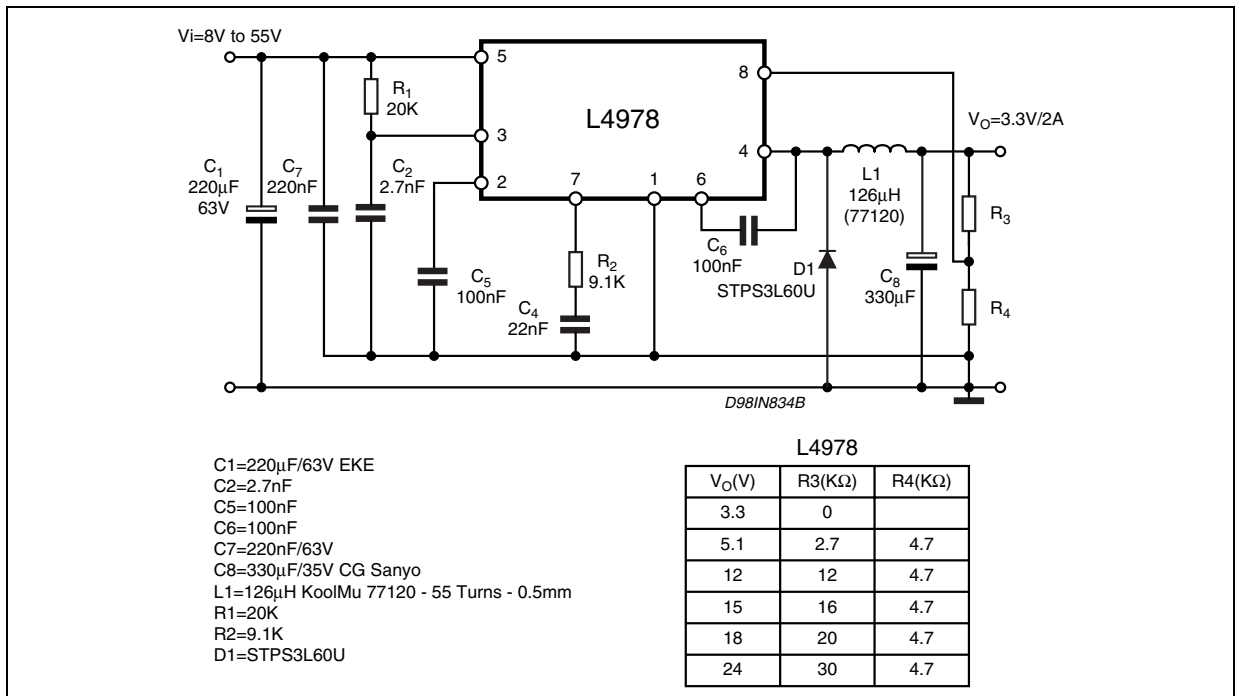 Vi=8V to 55V
5
8
R1
20K
L4978
VO=3.3V/2A
3
4
C1
220μF
63V
C7
220nF
C2
2.7nF
2
7
1
6
L1
126μH
(77120)
R3
C6
100nF
R2
9.1K
D1
STPS3L60U
C5
100nF
C8
330μF
R4
C4
22nF
D98IN834B
C1=220μF/63V EKE
C2=2.7nF
C5=100nF
C6=100nF
C7=220nF/63V
C8=330μF/35V CG Sanyo
L1=126μH KoolMu 77120 - 55 Turns - 0.5mm
R1=20K
R2=9.1K
D1=STPS3L60U
L4978
VO(V) R3(KΩ) R4(KΩ)
3.3 0
5.1 2.7 4.7
12 12 4.7
15 16 4.7
18 20 4.7
24 30 4.7